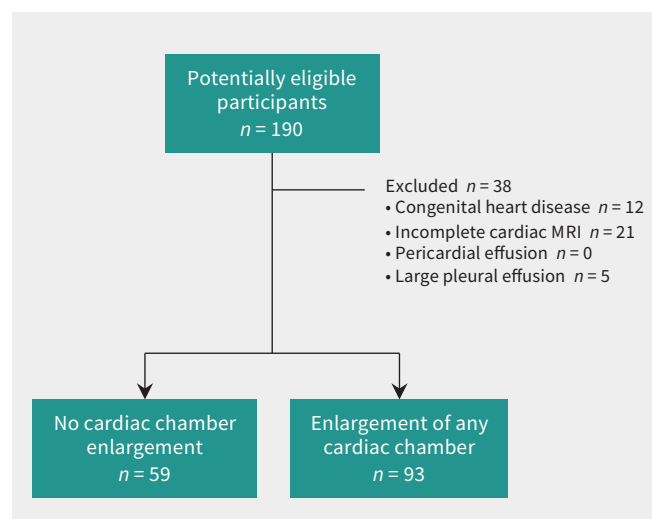 Potentially eligible
participants
n = 190
Excluded n = 38
• Congenital heart disease n = 12
• Incomplete cardiac MRI n = 21
• Pericardial effusion n = 0
• Large pleural effusion n = 5
No cardiac chamber
enlargement
n = 59
Enlargement of any
cardiac chamber
n = 93